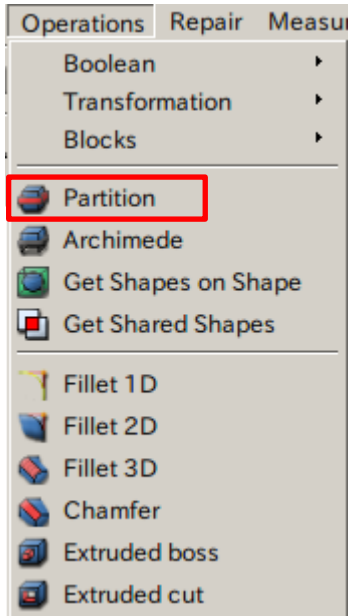 Operations Repair Measu
Boolean
Transformation
Blocks
Partition
Archimede
Get Shapes on Shape
Get Shared Shapes
Fillet 1D
Fillet 2D
Fillet 3D
Chamfer
Extruded boss
Extruded cut